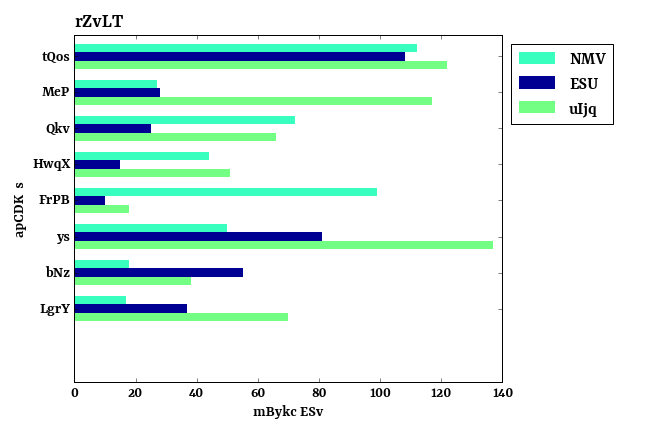 rZvLT
tQos
MeP
Qkv
HwqX
FrPB
ys
bNz
LgrY
apCDK s
0 20 40 60 80 100 120 140
mBykc ESv
NMV
ESU
uIjq